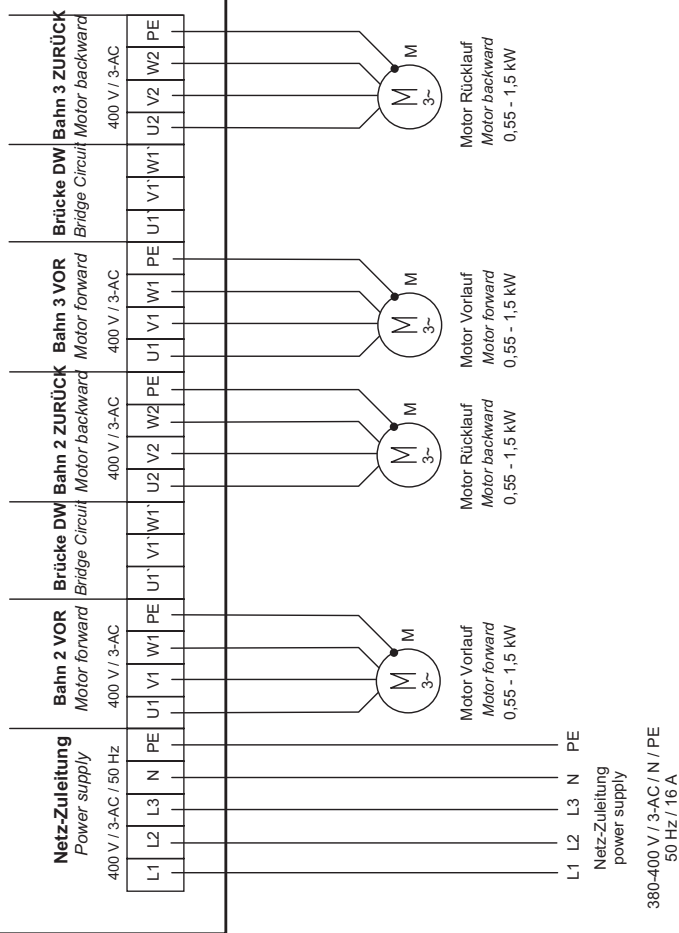 Netz-Zuleitung
Power supply
400 V / 3-AC / 50 Hz
L1 L2 L3 N PE
Bahn 2 VOR
Motor forward
400 V / 3-AC
U1 V1 W1 PE
Brücke DW
Bridge Circuit
U1` V1` W1`
Bahn 2 ZURÜCK
Motor backward
400 V / 3-AC
U2 V2 W2 PE
Bahn 3 VOR
Motor forward
400 V / 3-AC
U1 V1 W1 PE
Brücke DW
Bridge Circuit
U1` V1` W1`
Bahn 3 ZURÜCK
Motor backward
400 V / 3-AC
U2 V2 W2 PE
M
3~
M
M
3~
M
M
3~
M
M
3~
M
Motor Vorlauf
Motor forward
0,55 - 1,5 kW
Motor Rücklauf
Motor backward
0,55 - 1,5 kW
Motor Vorlauf
Motor forward
0,55 - 1,5 kW
Motor Rücklauf
Motor backward
0,55 - 1,5 kW
L1 L2 L3 N PE
Netz-Zuleitung
power supply
380-400 V / 3-AC / N / PE
50 Hz / 16 A